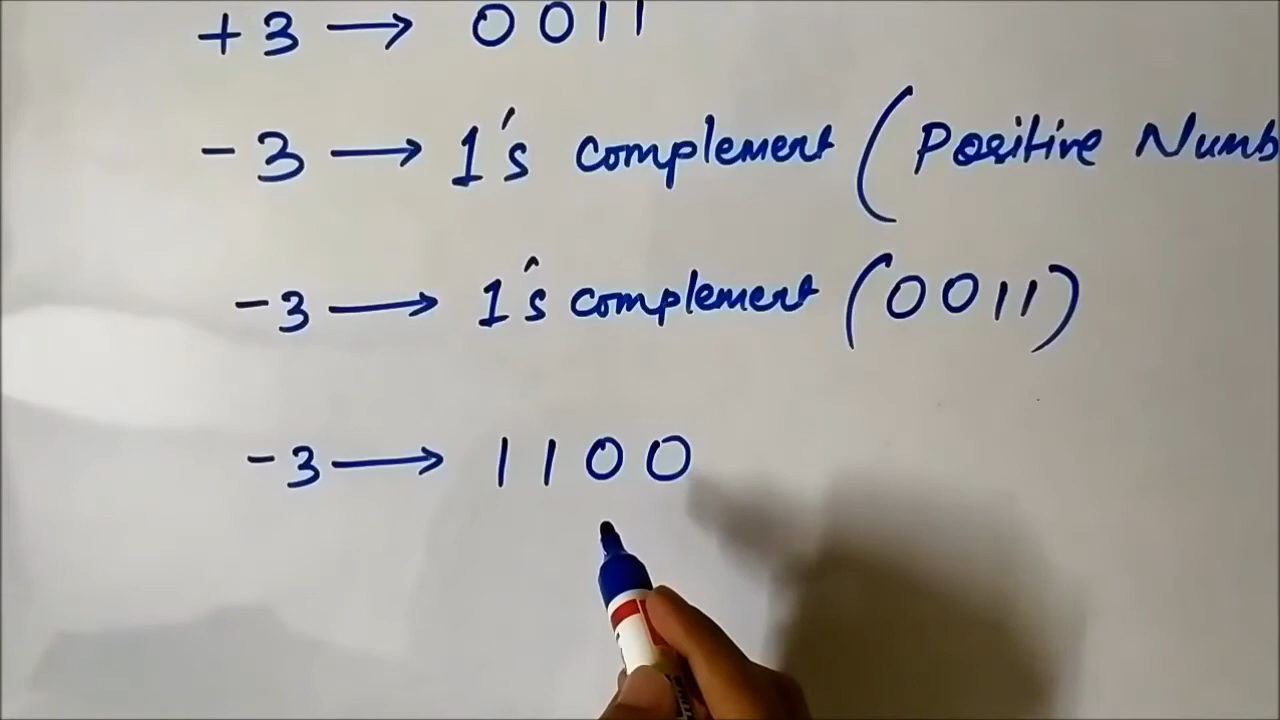 +3 → 0011
-3 → 1's complement (Positive Numb
-3 → 1's complement (0011)
-3 → 1100